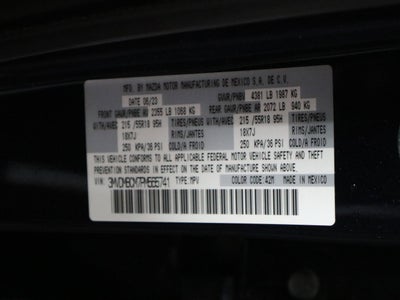 MFD. BY MAZDA MOTOR MANUFACTURING DE MEXICO S.A. DE C.V.
DATE 06/23 GVWR/PNBV 4361 LB 1987 KG
FRONT GAWR/PNBE AV 2355 LB 1068 KG REAR GAWR/PNBE AR 2072 LB 940 KG
WITH/AVEC 215/55R18 95H TIRES/PNEUS WITH/AVEC 215/55R18 95H TIRES/PNEUS
18X7J RIMS/JANTES 18X7J RIMS/JANTES
250 KPA/36 PSI COLD/A FROID 250 KPA/36 PSI COLD/A FROID
THIS VEHICLE CONFORMS TO ALL APPLICABLE FEDERAL MOTOR VEHICLE SAFETY, BUMPER, AND THEFT
PREVENTION STANDARDS IN EFFECT ON THE DATE OF MANUFACTURE SHOWN ABOVE.
VIN: TYPE:MPV COLOR CODE:42M MADE IN MEXICO